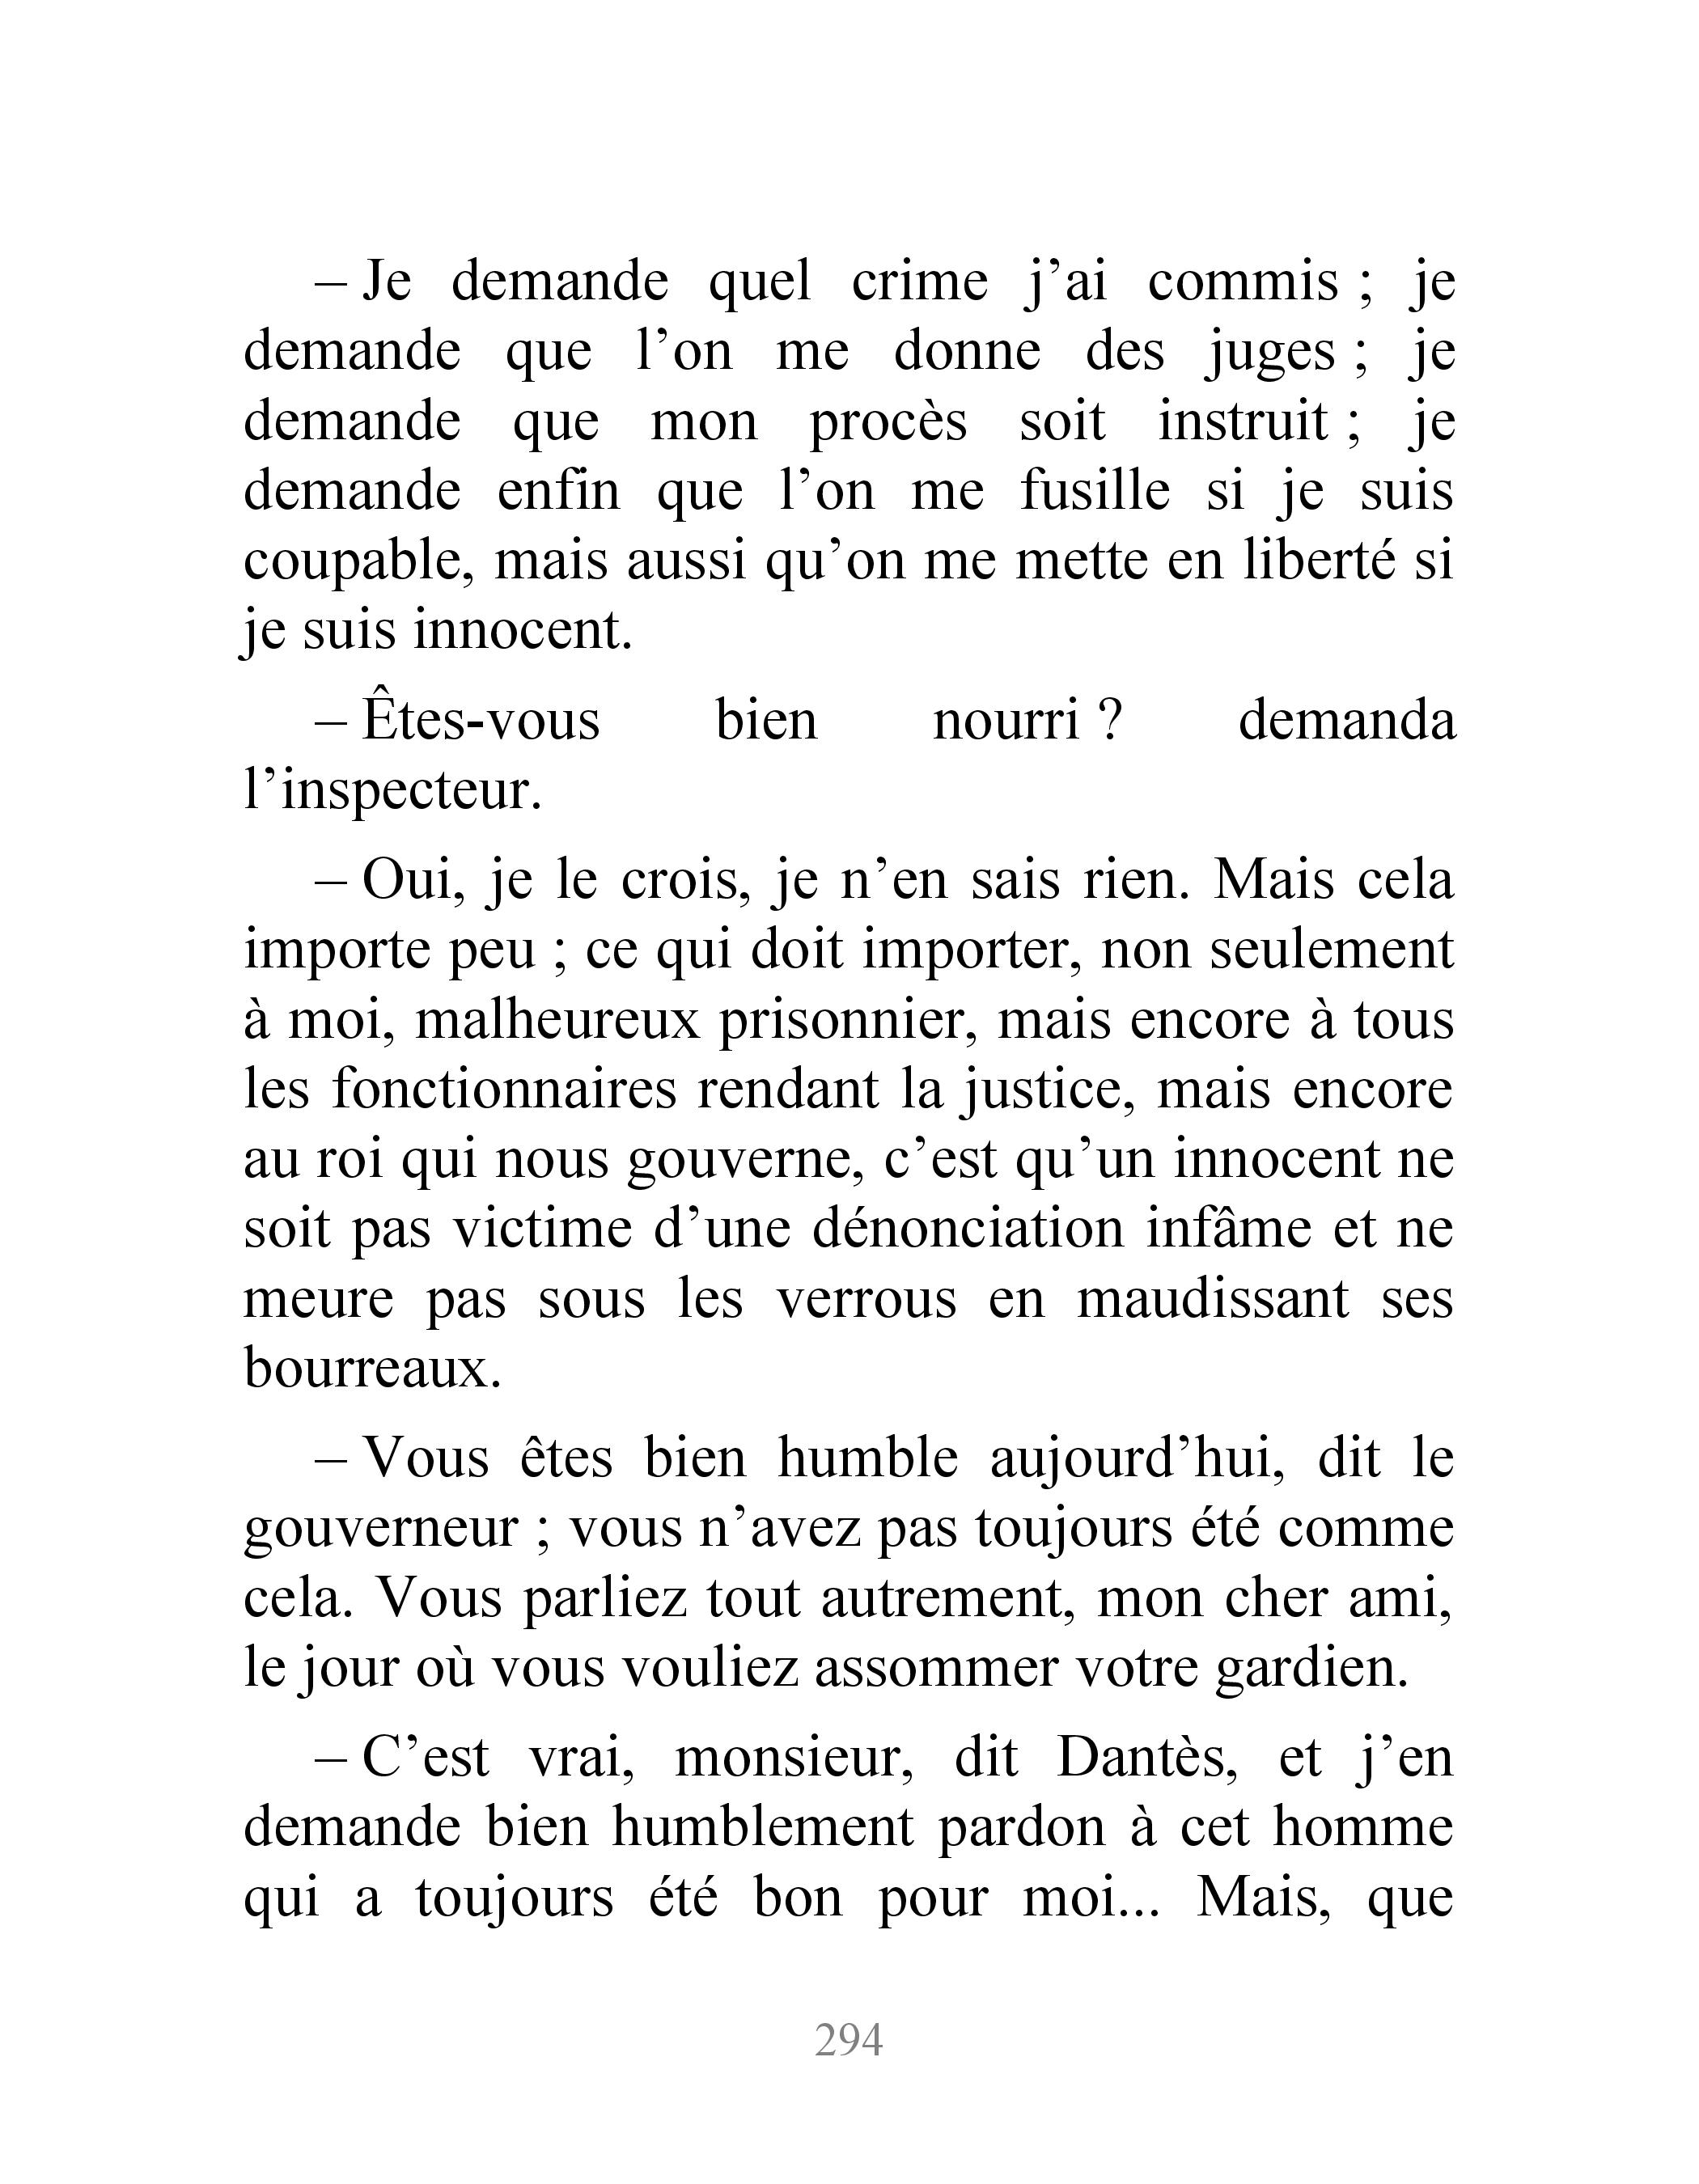 – Je demande quel crime j’ai commis ; je
demande que l’on me donne des juges ; je
demande que mon procès soit instruit ; je
demande enfin que l’on me fusille si je suis
coupable, mais aussi qu’on me mette en liberté si
je suis innocent.
– Êtes-vous bien nourri ? demanda
l’inspecteur.
– Oui, je le crois, je n’en sais rien. Mais cela
importe peu ; ce qui doit importer, non seulement
à moi, malheureux prisonnier, mais encore à tous
les fonctionnaires rendant la justice, mais encore
au roi qui nous gouverne, c’est qu’un innocent ne
soit pas victime d’une dénonciation infâme et ne
meure pas sous les verrous en maudissant ses
bourreaux.
– Vous êtes bien humble aujourd’hui, dit le
gouverneur ; vous n’avez pas toujours été comme
cela. Vous parliez tout autrement, mon cher ami,
le jour où vous vouliez assommer votre gardien.
– C’est vrai, monsieur, dit Dantès, et j’en
demande bien humblement pardon à cet homme
qui a toujours été bon pour moi... Mais, que
294